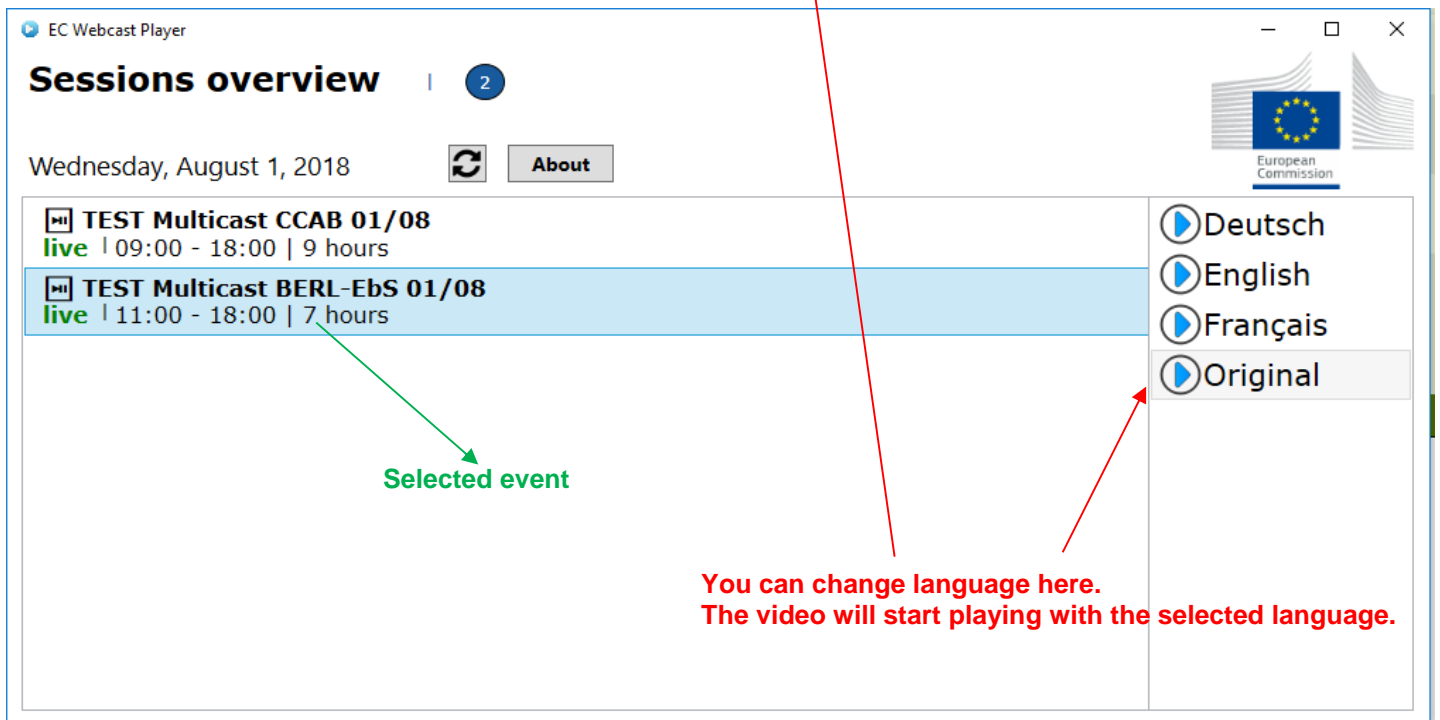 EC Webcast Player
Sessions overview | 2
Wednesday, August 1, 2018
About
European
Commission
TEST Multicast CCAB 01/08
live | 09:00 - 18:00 | 9 hours
TEST Multicast BERL-EbS 01/08
live | 11:00 - 18:00 | 7 hours
Deutsch
English
Français
Original
Selected event
You can change language here.
The video will start playing with the selected language.